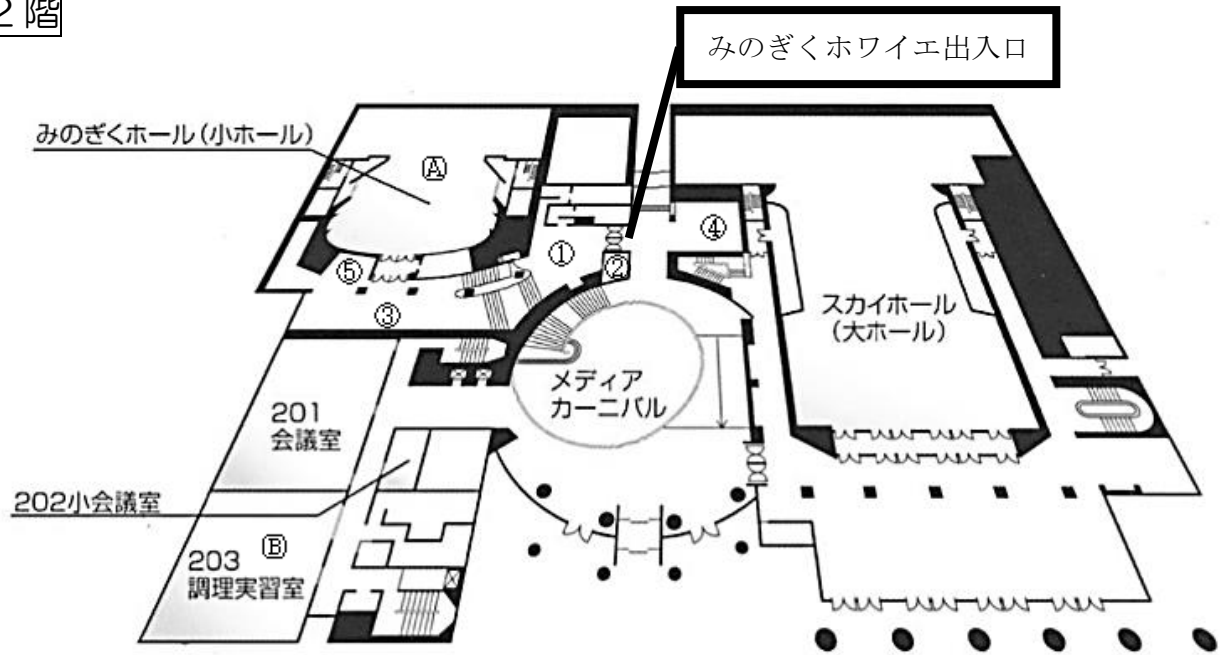 2階
みのぎくホワイエ出入口
みのぎくホール(小ホール)
Ⓐ
①
②
④
⑤
③
スカイホール
(大ホール)
メディア
カーニバル
201
会議室
202小会議室
203
調理実習室
Ⓑ